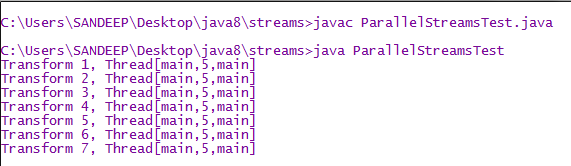 C:\Users\SANDEEP\Desktop\java8\streams>javac ParallelStreamsTest.java
C:\Users\SANDEEP\Desktop\java8\streams>java ParallelStreamsTest
Transform 1, Thread[main,5,main]
Transform 2, Thread[main,5,main]
Transform 3, Thread[main,5,main]
Transform 4, Thread[main,5,main]
Transform 5, Thread[main,5,main]
Transform 6, Thread[main,5,main]
Transform 7, Thread[main,5,main]